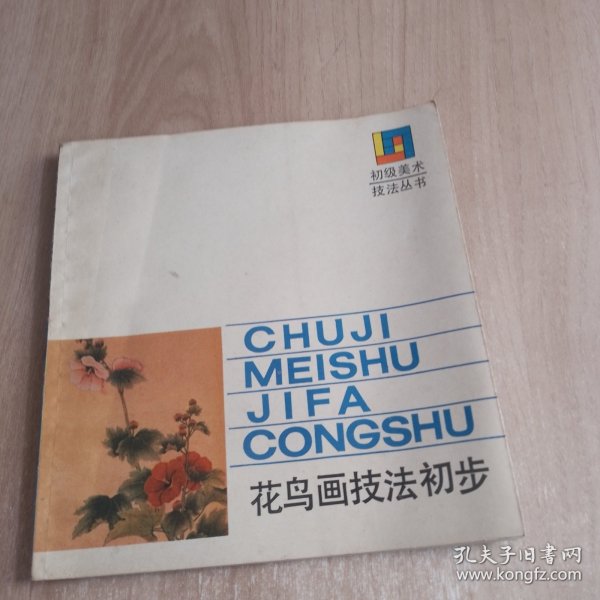 初级美术
技法丛书
CHUJI
MEISHU
JIFA
CONGSHU
花鸟画技法初步
孔夫子旧书网
www.kongfz.com